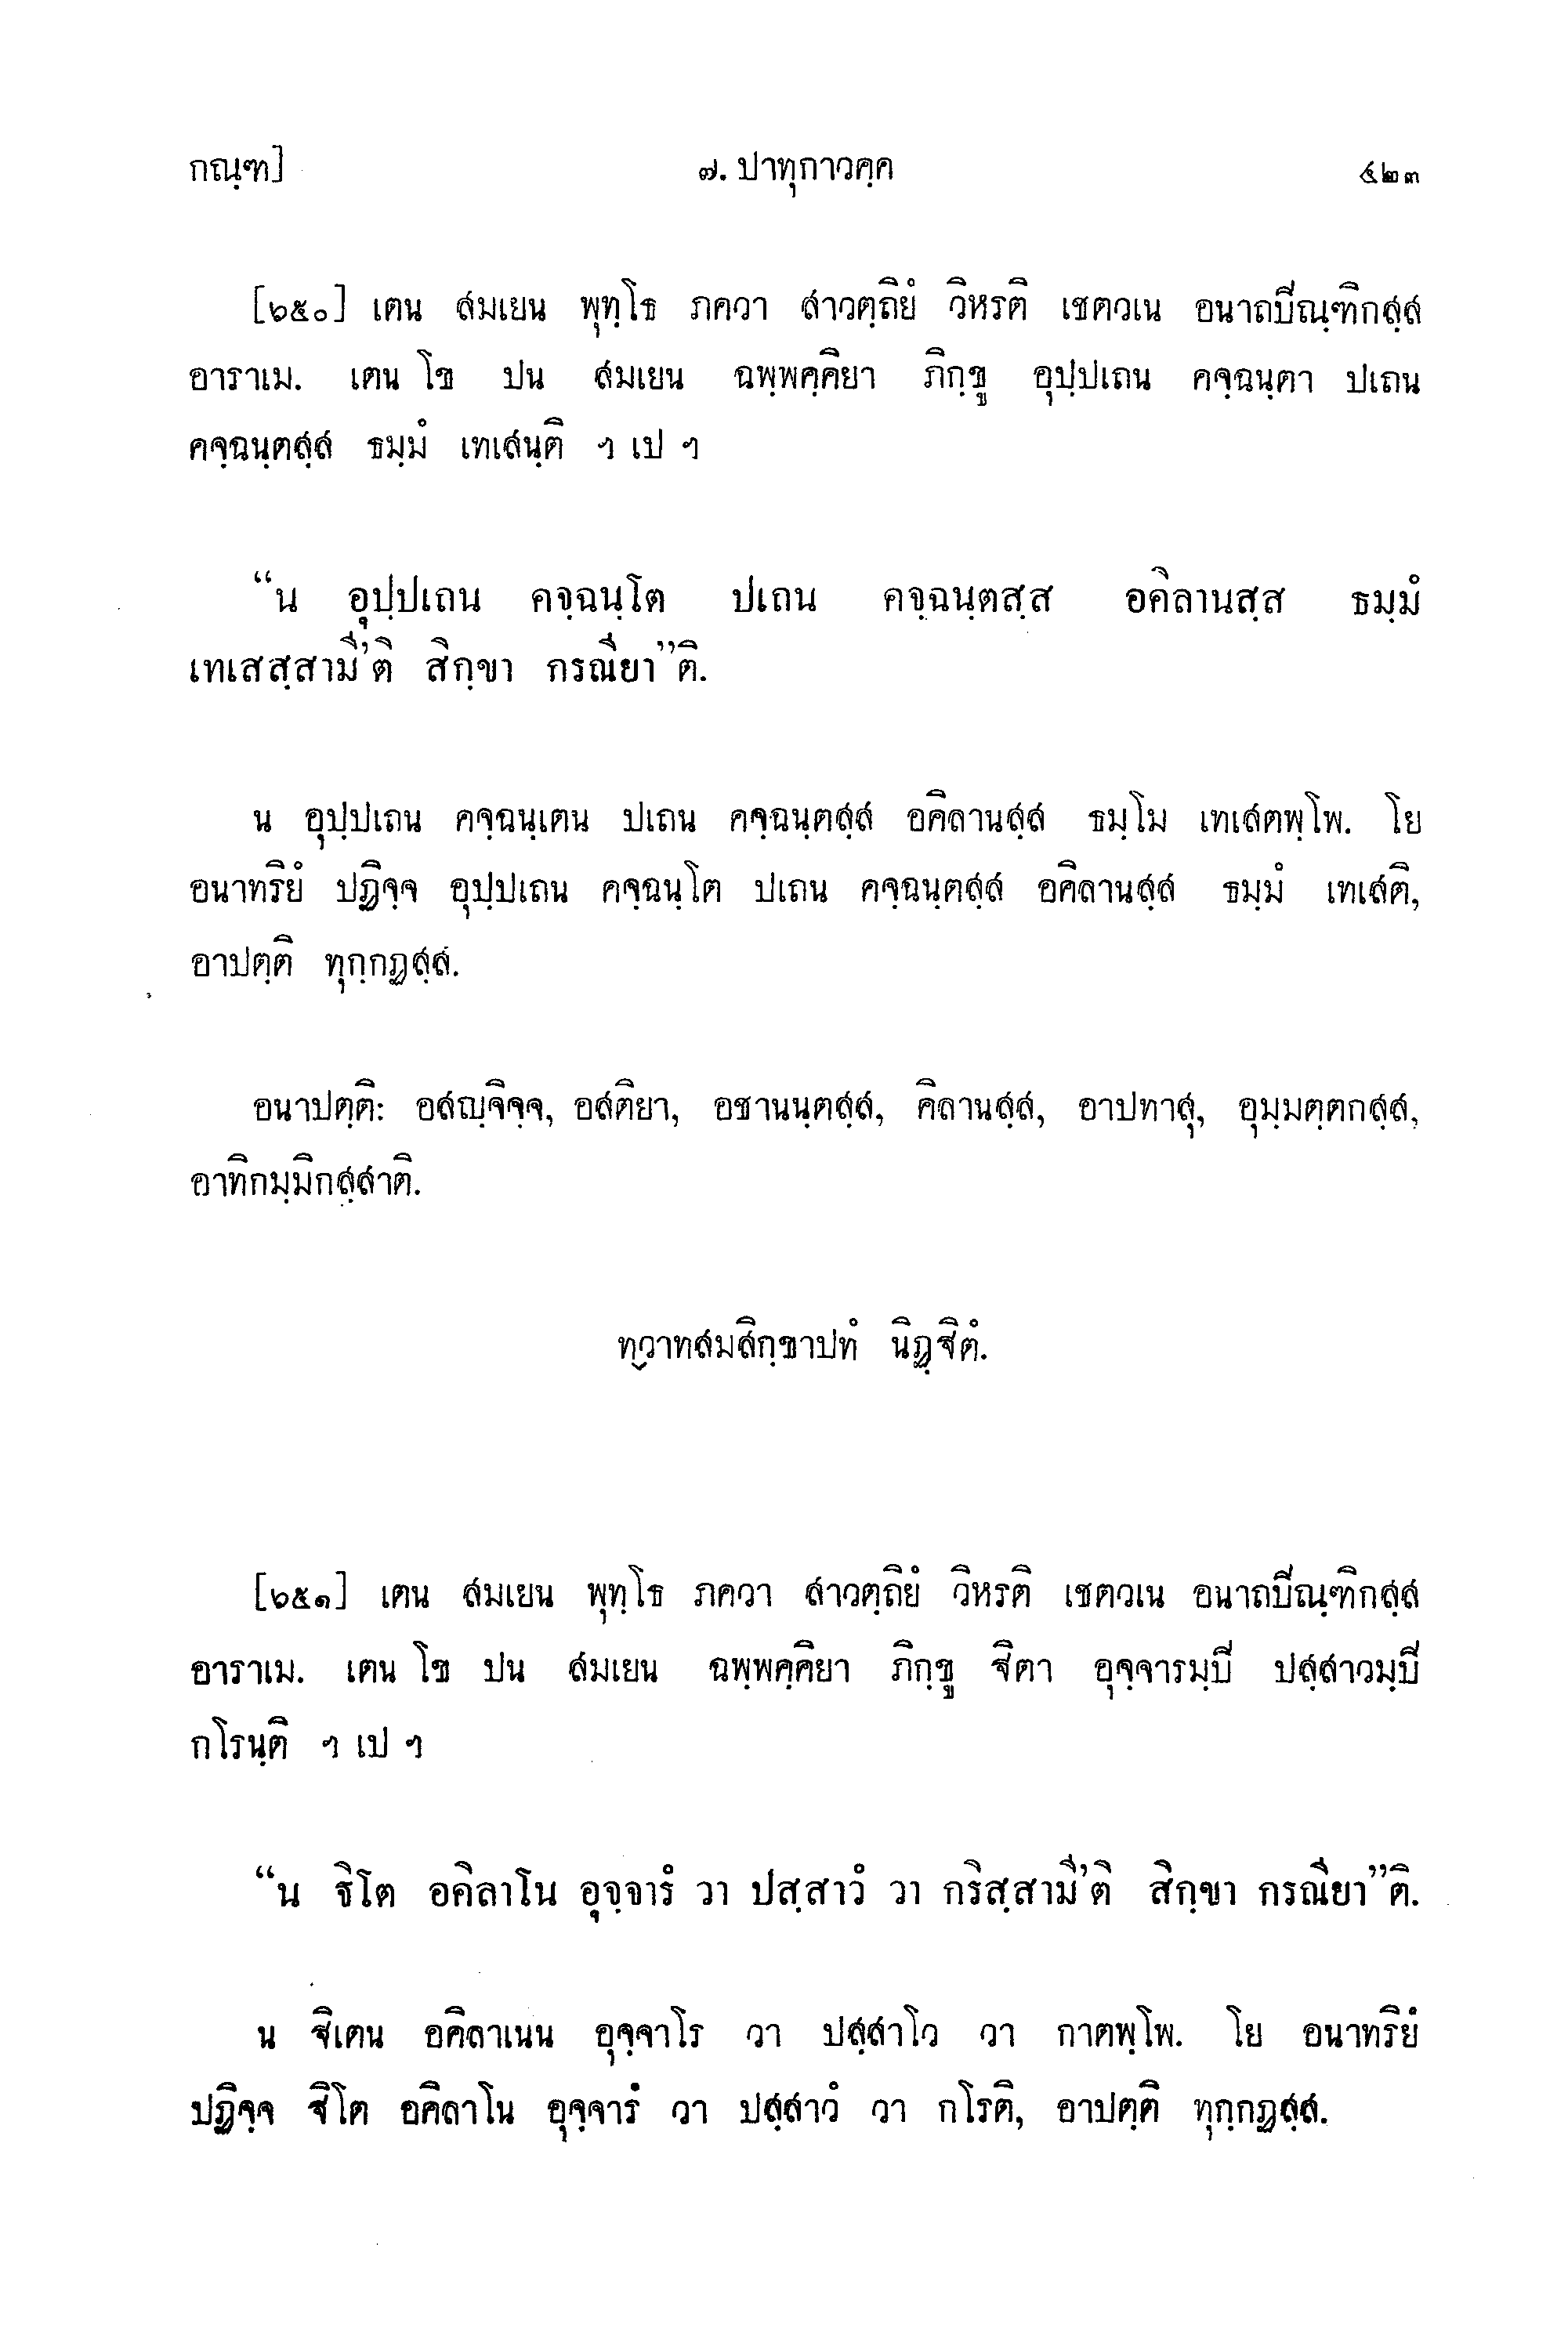 กณฺฑ]
๗. ปาทุกาวคฺค
๕๒๓
[๖๕๐] เตน สมเยน พุทฺโธ ภควา สาวตฺถิยํ วิหรติ เชตวเน อนาถปิณฺฑิกสฺส
อาราเม. เตน โข ปน สมเยน ฉพฺพคฺคิยา ภิกฺขู อุปฺปเถน คจฺฉนฺตา ปเถน
คจฺฉนฺตสฺส ธมฺมํ เทเสนฺติ ฯ เป ฯ
“น อุปฺปเถน คจฺฉนฺโต ปเถน คจฺฉนฺตสฺส อคิลานสฺส ธมฺมํ
เทเสสฺสามี’ติ สิกฺขา กรณียา”ติ.
น อุปฺปเถน คจฺฉนฺเตน ปเถน คจฺฉนฺตสฺส อคิลานสฺส ธมฺโม เทเสตพฺโพ. โย
อนาทริยํ ปฏิจฺจ อุปฺปเถน คจฺฉนฺโต ปเถน คจฺฉนฺตสฺส อคิลานสฺส ธมฺมํ เทเสติ,
อาปตฺติ ทุกฺกฏสฺส.
อนาปตฺติ: อสญฺจิจฺจ, อสติยา, อชานนฺตสฺส, คิลานสฺส, อาปทาสุ, อุมฺมตฺตกสฺส,
อาทิกมฺมิกสฺสาติ.
ทฺวาทสมสิกฺขาปทํ นิฏฺฐิตํ.
[๖๕๑] เตน สมเยน พุทฺโธ ภควา สาวตฺถิยํ วิหรติ เชตวเน อนาถปิณฺฑิกสฺส
อาราเม. เตน โข ปน สมเยน ฉพฺพคฺคิยา ภิกฺขู ฐิตา อุจฺจารมฺปิ ปสฺสาวมฺปิ
กโรนฺติ ฯ เป ฯ
“น ฐิโต อคิลาโน อุจฺจารํ วา ปสฺสาวํ วา กริสฺสามี’ติ สิกฺขา กรณียา”ติ.
น ฐิเตน อคิลาเนน อุจฺจาโร วา ปสฺสาโว วา กาตพฺโพ. โย อนาทริยํ
ปฏิจฺจ ฐิโต อคิลาโน อุจฺจารํ วา ปสฺสาวํ วา กโรติ, อาปตฺติ ทุกฺกฏสฺส.